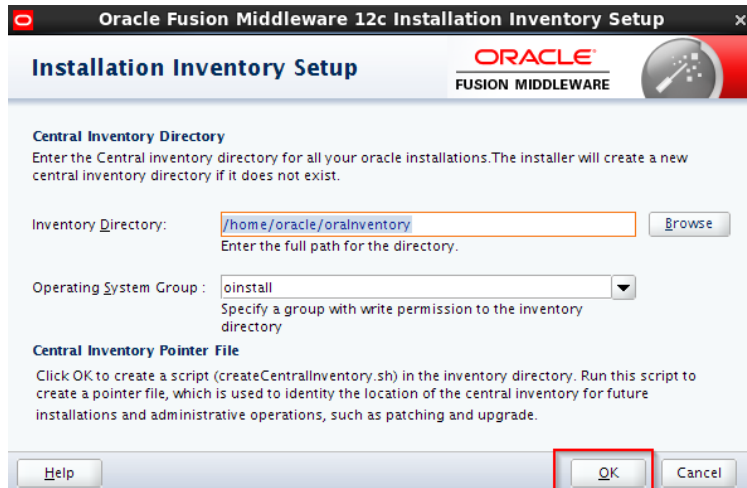 Oracle Fusion Middleware 12c Installation Inventory Setup
Installation Inventory Setup
ORACLE
FUSION MIDDLEWARE
Central Inventory Directory
Enter the Central inventory directory for all your oracle installations.The installer will create a new
central inventory directory if it does not exist.
Inventory Directory: /home/oracle/oraInventory Browse
Enter the full path for the directory.
Operating System Group : oinstall
Specify a group with write permission to the inventory
directory
Central Inventory Pointer File
Click OK to create a script (createCentralInventory.sh) in the inventory directory. Run this script to
create a pointer file, which is used to identity the location of the central inventory for future
installations and administrative operations, such as patching and upgrade.
Help OK Cancel